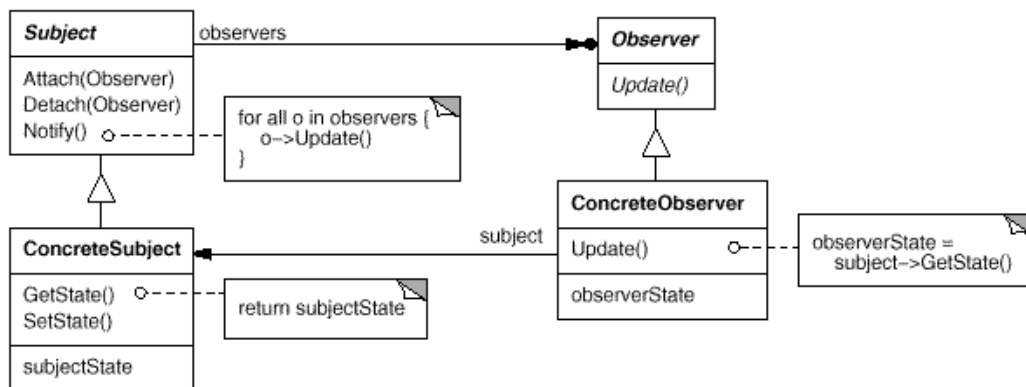 Subject
Attach(Observer)
Detach(Observer)
Notify()
observers
for all o in observers {
o->Update()
}
Observer
Update()
ConcreteSubject
GetState()
SetState()
subjectState
return subjectState
subject
ConcreteObserver
Update()
observerState
observerState =
subject->GetState()